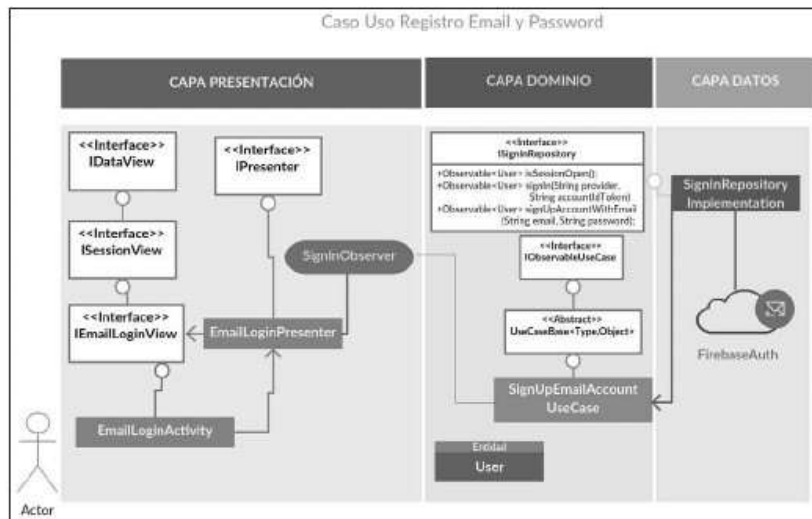 Caso Uso Registro Email y Password
CAPA PRESENTACIÓN
CAPA DOMINIO
CAPA DATOS
<<Interface>>
IDataView
<<Interface>>
IPresenter
<<Interface>>
ISessionView
<<Interface>>
IEmailLoginView
SignInObserver
EmailLoginPresenter
EmailLoginActivity
Actor
<<Interface>>
ISignInRepository
+Observable<User> isSessionOpen();
+Observable<User> signIn(String provider,
String accountIdToken)
+Observable<User> signUpAccountWithEmail
(String email, String password);
<<Interface>>
IObservableUseCase
<<Abstract>>
UseCaseBase<Type,Object>
SignUpEmailAccount
UseCase
Entidad
User
SignInRepository
Implementation
FirebaseAuth